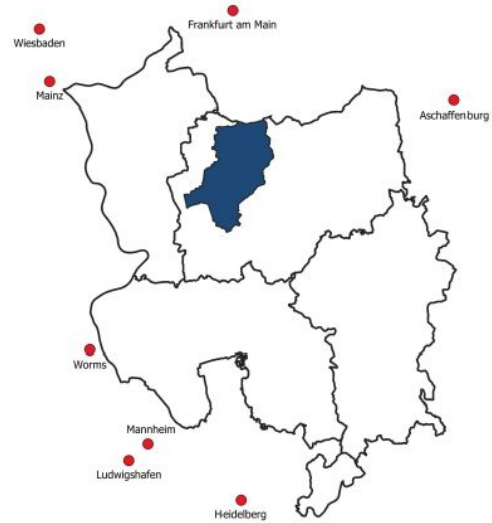 Frankfurt am Main
Wiesbaden
Mainz
Aschaffenburg
Worms
Mannheim
Ludwigshafen
Heidelberg